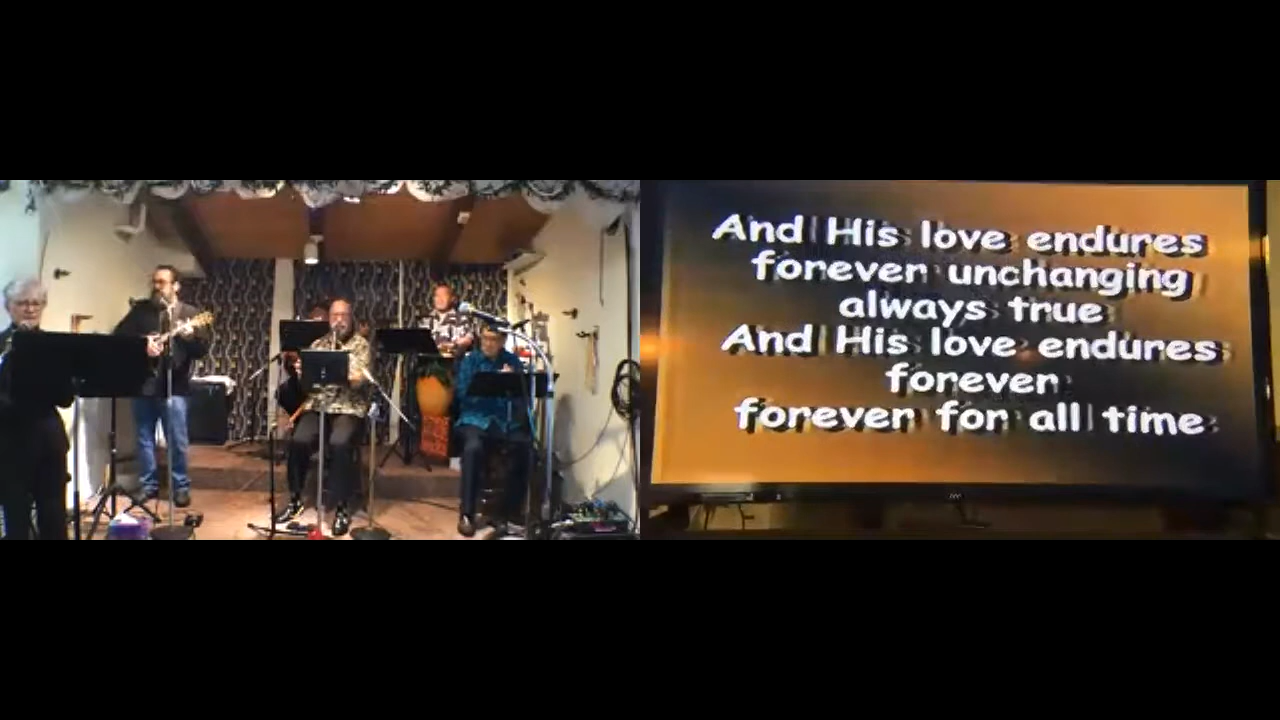 And His love endures
forever unchanging
always true
And His love endures
forever
forever for all time